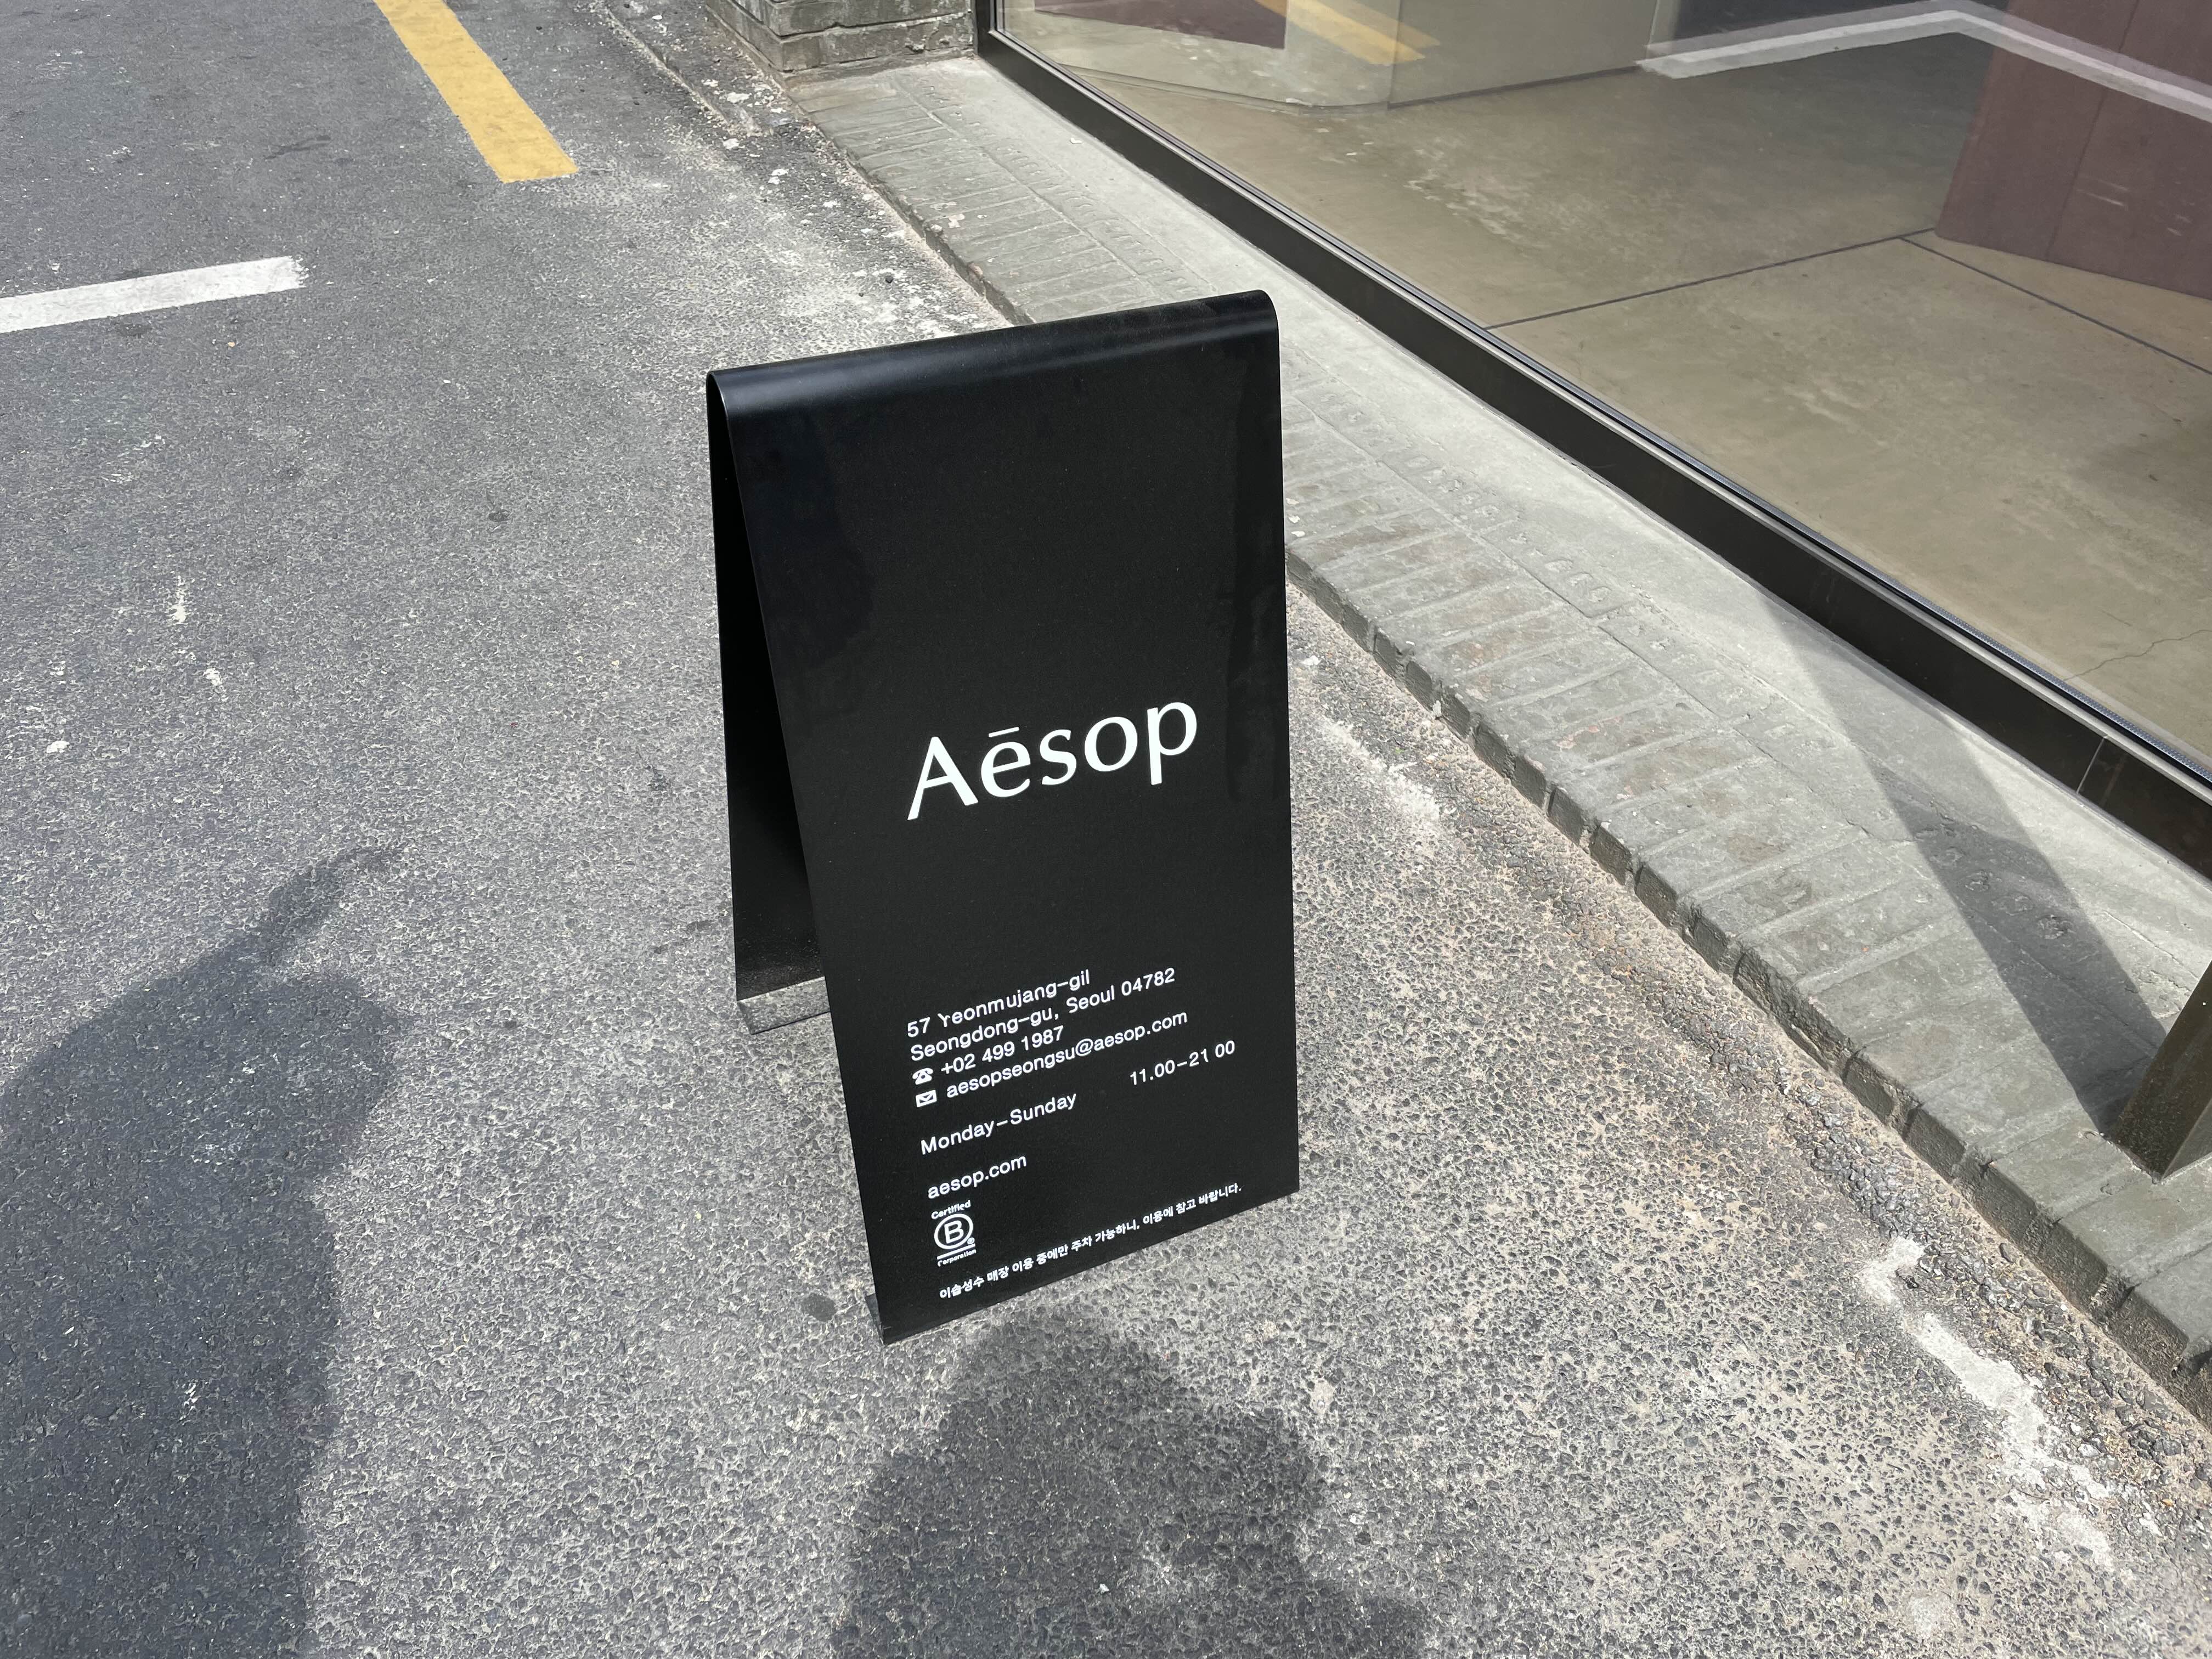 Aēsop
57 Yeonmujang-gil
Seongdong-gu, Seoul 04782
☎ +02 499 1987
✉ aesopseongsu@aesop.com
Monday-Sunday 11.00-21 00
aesop.com
Certified
B
Corporation
이솝성수 매장 이용 중에만 주차 가능하니, 이용에 참고 바랍니다.